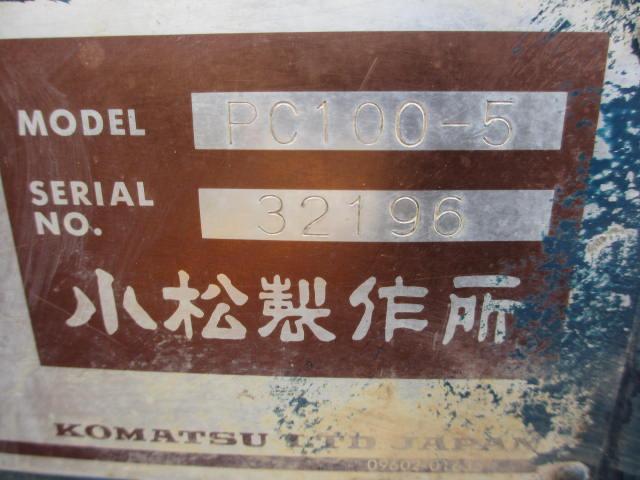 MODEL PC100-5
SERIAL NO. 32196
小松製作所
KOMATSU LTD JAPAN